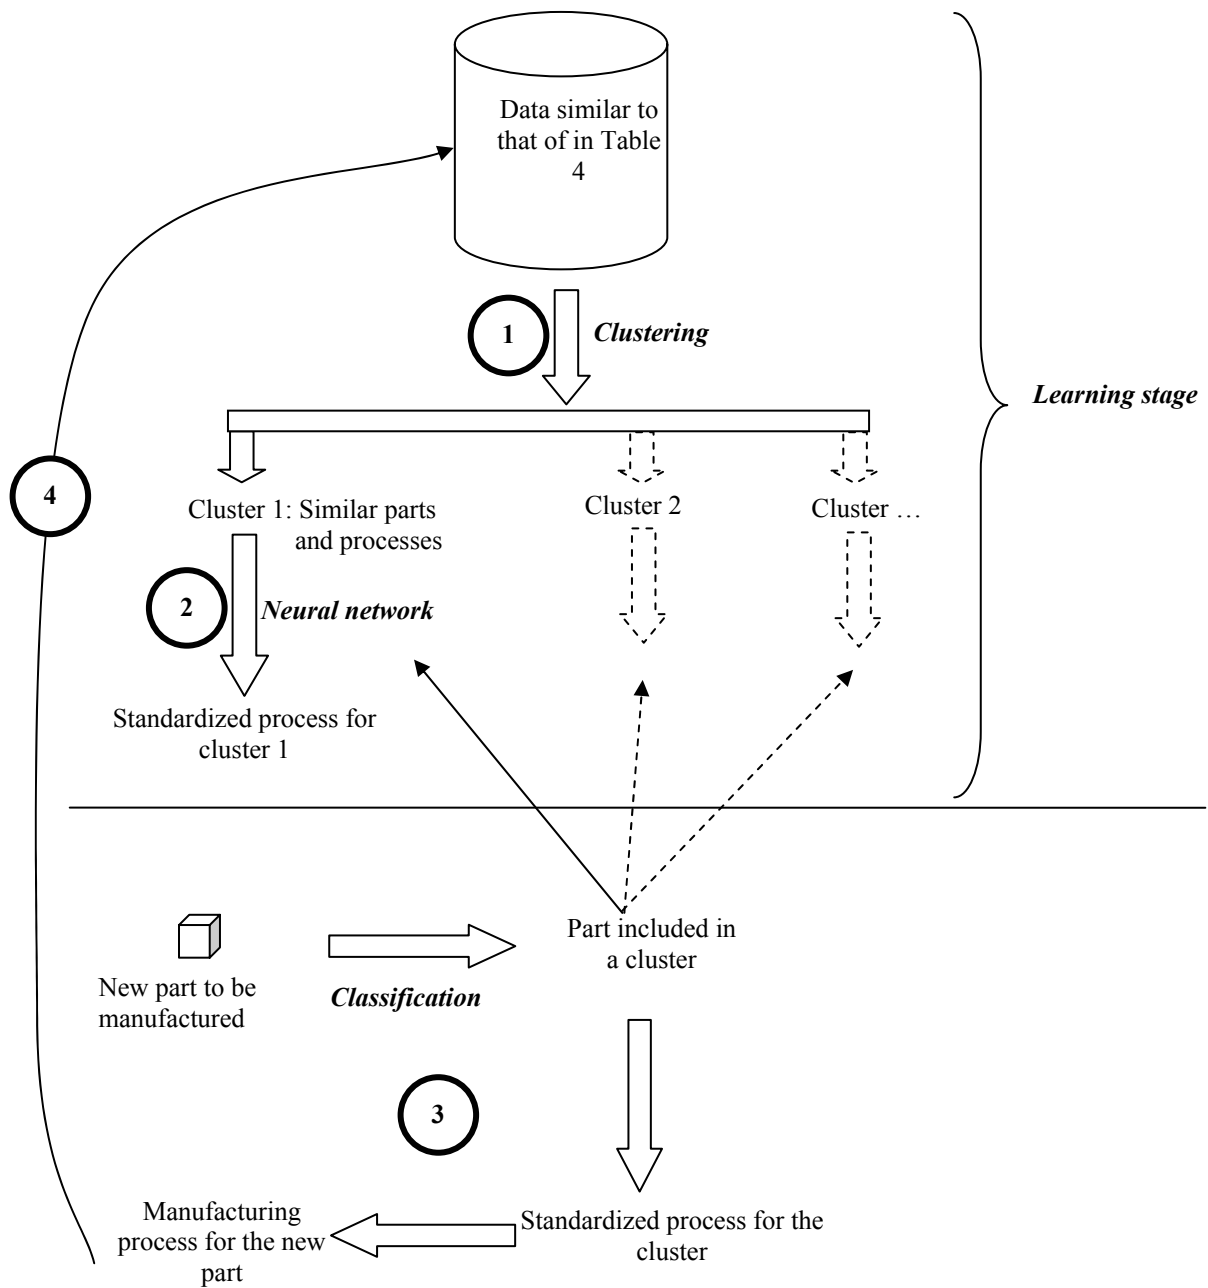 Data similar to
that of in Table
4
1
Clustering
Learning stage
4
Cluster 1: Similar parts
and processes
Cluster 2
Cluster …
2
Neural network
Standardized process for
cluster 1
Part included in
a cluster
New part to be
manufactured
Classification
3
Manufacturing
process for the new
part
Standardized process for the
cluster